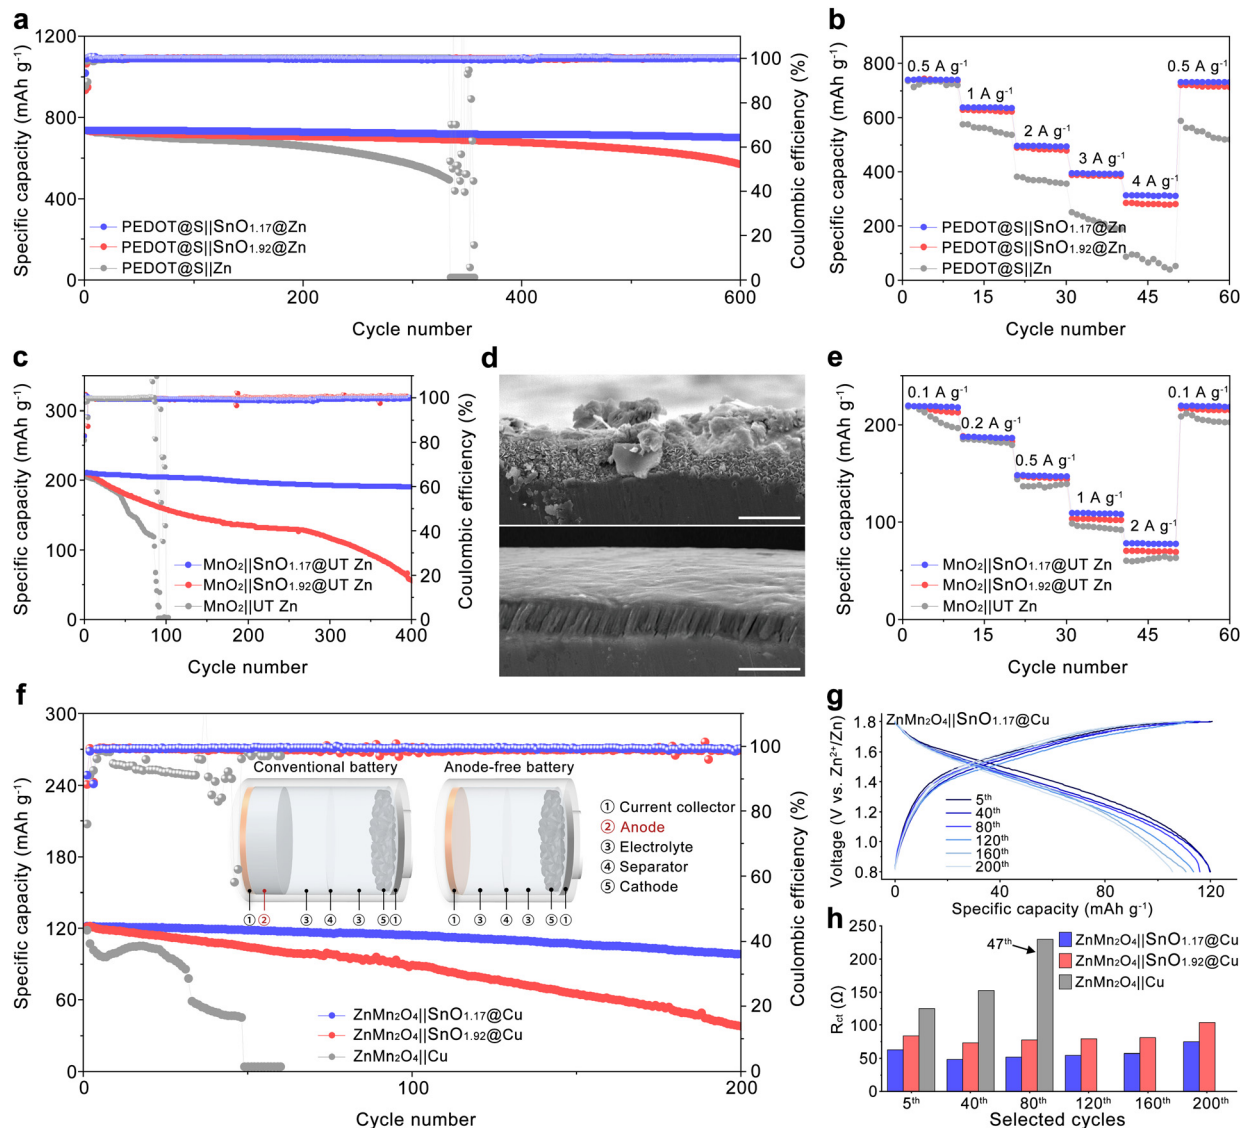 a
1200
1000
800
600
400
200
0
Specific capacity (mAh g⁻¹)
100
80
60
40
20
0
Coulombic efficiency (%)
PEDOT@S||SnO₁.₁₇@Zn
PEDOT@S||SnO₁.₉₂@Zn
PEDOT@S||Zn
0 200 400 600
Cycle number
b
800
600
400
200
0
Specific capacity (mAh g⁻¹)
0.5 A g⁻¹
1 A g⁻¹
2 A g⁻¹
3 A g⁻¹
4 A g⁻¹
0.5 A g⁻¹
PEDOT@S||SnO₁.₁₇@Zn
PEDOT@S||SnO₁.₉₂@Zn
PEDOT@S||Zn
0 15 30 45 60
Cycle number
c
300
200
150
100
50
0
Specific capacity (mAh g⁻¹)
100
80
60
40
20
0
Coulombic efficiency (%)
MnO₂||SnO₁.₁₇@UT Zn
MnO₂||SnO₁.₉₂@UT Zn
MnO₂||UT Zn
0 100 200 300 400
Cycle number
d
e
200
100
0
Specific capacity (mAh g⁻¹)
0.1 A g⁻¹
0.2 A g⁻¹
0.5 A g⁻¹
1 A g⁻¹
2 A g⁻¹
0.1 A g⁻¹
MnO₂||SnO₁.₁₇@UT Zn
MnO₂||SnO₁.₉₂@UT Zn
MnO₂||UT Zn
0 15 30 45 60
Cycle number
f
300
240
180
120
60
0
Specific capacity (mAh g⁻¹)
100
80
60
40
20
0
Coulombic efficiency (%)
Conventional battery
Anode-free battery
① ② ③ ④ ③ ⑤ ①
① ③ ④ ③ ⑤ ①
① Current collector
② Anode
③ Electrolyte
④ Separator
⑤ Cathode
ZnMn₂O₄||SnO₁.₁₇@Cu
ZnMn₂O₄||SnO₁.₉₂@Cu
ZnMn₂O₄||Cu
0 100 200
Cycle number
g
ZnMn₂O₄||SnO₁.₁₇@Cu
1.8
1.6
1.4
1.2
1.0
0.8
Voltage (V vs. Zn²⁺/Zn)
5ᵗʰ
40ᵗʰ
80ᵗʰ
120ᵗʰ
160ᵗʰ
200ᵗʰ
0 20 40 60 80 100 120
Specific capacity (mAh g⁻¹)
h
250
200
150
100
50
0
R_ct (Ω)
47ᵗʰ
ZnMn₂O₄||SnO₁.₁₇@Cu
ZnMn₂O₄||SnO₁.₉₂@Cu
ZnMn₂O₄||Cu
5ᵗʰ 40ᵗʰ 80ᵗʰ 120ᵗʰ 160ᵗʰ 200ᵗʰ
Selected cycles